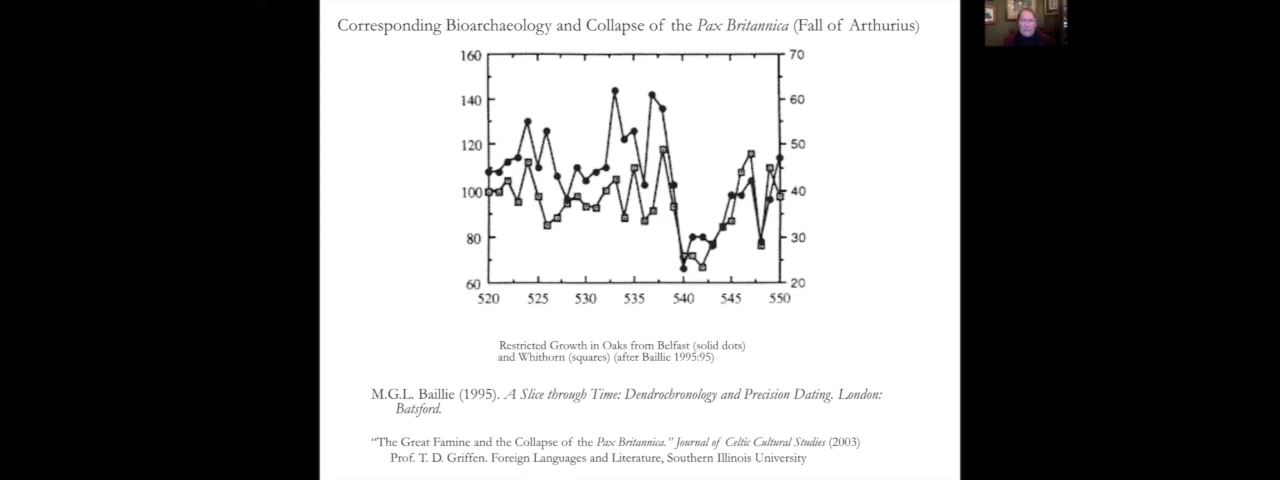 Corresponding Bioarchaeology and Collapse of the Pax Britannica (Fall of Arthurius)
160
140
120
100
80
60
70
60
50
40
30
20
520 525 530 535 540 545 550
Restricted Growth in Oaks from Belfast (solid dots)
and Whithorn (squares) (after Baillie 1995:95)
M.G.L. Baillie (1995). A Slice through Time: Dendrochronology and Precision Dating. London:
Batsford.
“The Great Famine and the Collapse of the Pax Britannica.” Journal of Celtic Cultural Studies (2003)
Prof. T. D. Griffen. Foreign Languages and Literature, Southern Illinois University